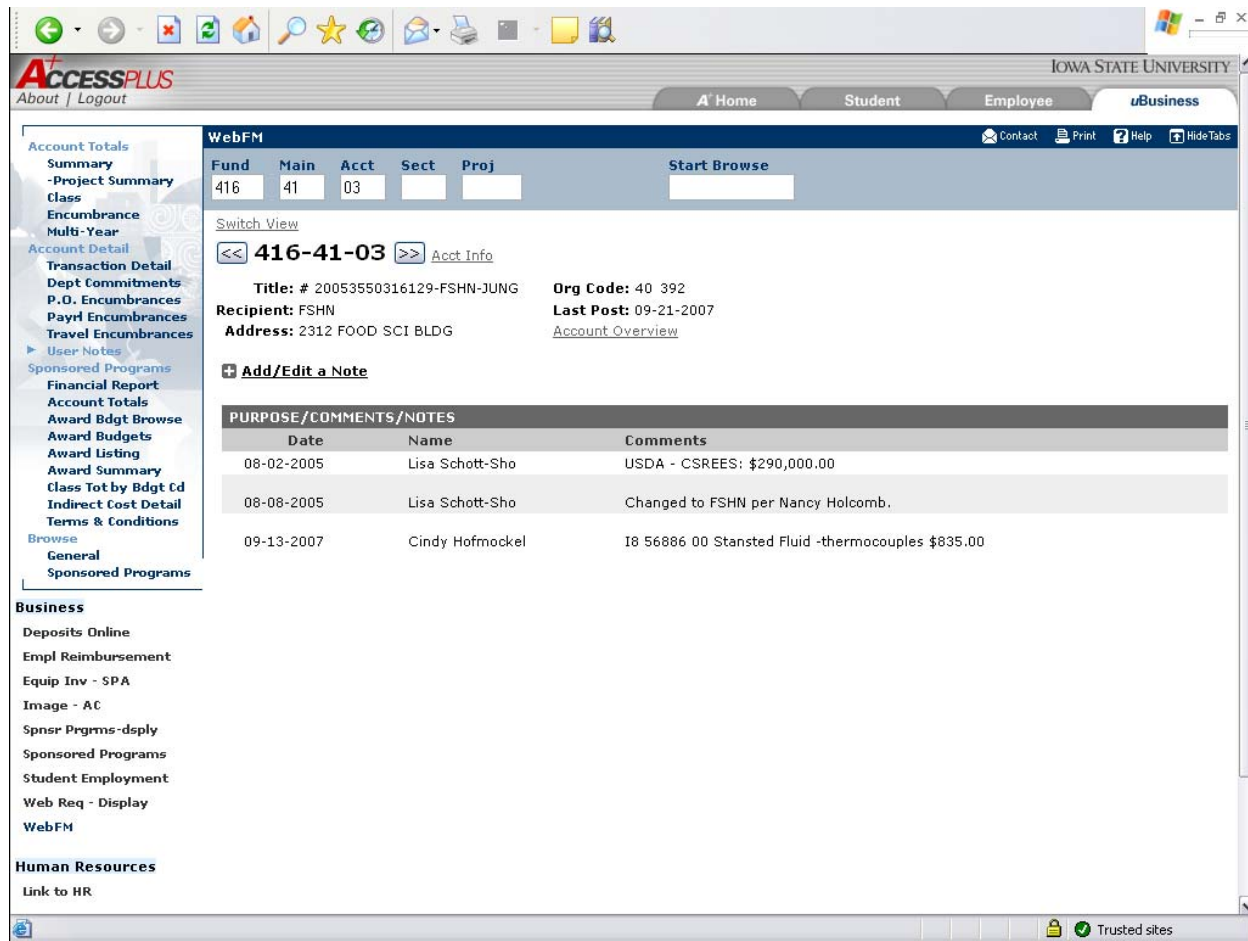 IOWA STATE UNIVERSITY
A+CCESSPLUS
About | Logout
A+ Home Student Employee uBusiness
Account Totals
Summary
-Project Summary
Class
Encumbrance
Multi-Year
Account Detail
Transaction Detail
Dept Commitments
P.O. Encumbrances
Payrl Encumbrances
Travel Encumbrances
User Notes
Sponsored Programs
Financial Report
Account Totals
Award Bdgt Browse
Award Budgets
Award Listing
Award Summary
Class Tot by Bdgt Cd
Indirect Cost Detail
Terms & Conditions
Browse
General
Sponsored Programs
Business
Deposits Online
Empl Reimbursement
Equip Inv - SPA
Image - AC
Spnsr Prgrms-dsply
Sponsored Programs
Student Employment
Web Req - Display
WebFM
Human Resources
Link to HR
WebFM Contact Print Help HideTabs
Fund Main Acct Sect Proj Start Browse
416 41 03
Switch View
<< 416-41-03 >> Acct Info
Title: # 20053550316129-FSHN-JUNG Org Code: 40 392
Recipient: FSHN Last Post: 09-21-2007
Address: 2312 FOOD SCI BLDG Account Overview
Add/Edit a Note
PURPOSE/COMMENTS/NOTES
Date Name Comments
08-02-2005 Lisa Schott-Sho USDA - CSREES: $290,000.00
08-08-2005 Lisa Schott-Sho Changed to FSHN per Nancy Holcomb.
09-13-2007 Cindy Hofmockel I8 56886 00 Stansted Fluid -thermocouples $835.00
Trusted sites